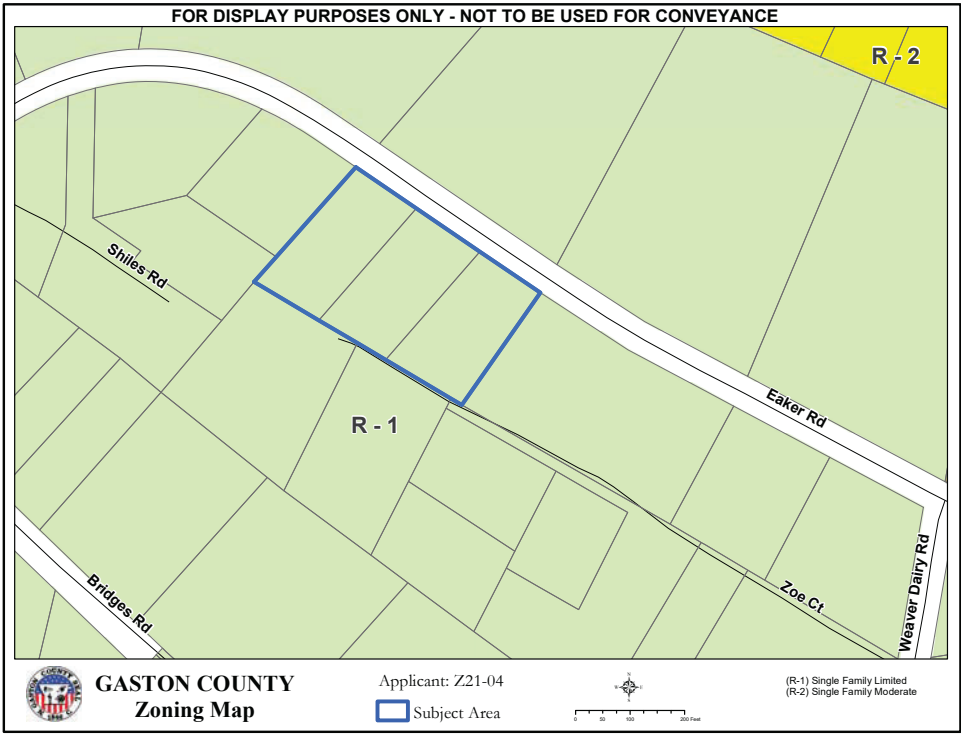 FOR DISPLAY PURPOSES ONLY - NOT TO BE USED FOR CONVEYANCE
R - 2
Shiles Rd
Eaker Rd
R - 1
Weaver Dairy Rd
Zoe Ct
Bridges Rd
GASTON COUNTY
Zoning Map
Applicant: Z21-04
Subject Area
0 50 100 200 Feet
(R-1) Single Family Limited
(R-2) Single Family Moderate